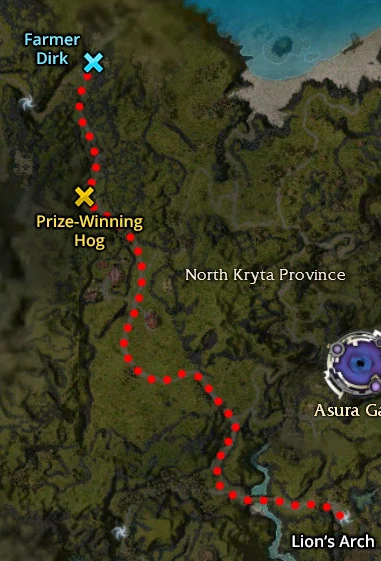 Farmer
Dirk
Prize-Winning
Hog
North Kryta Province
Asura Ga
Lion's Arch